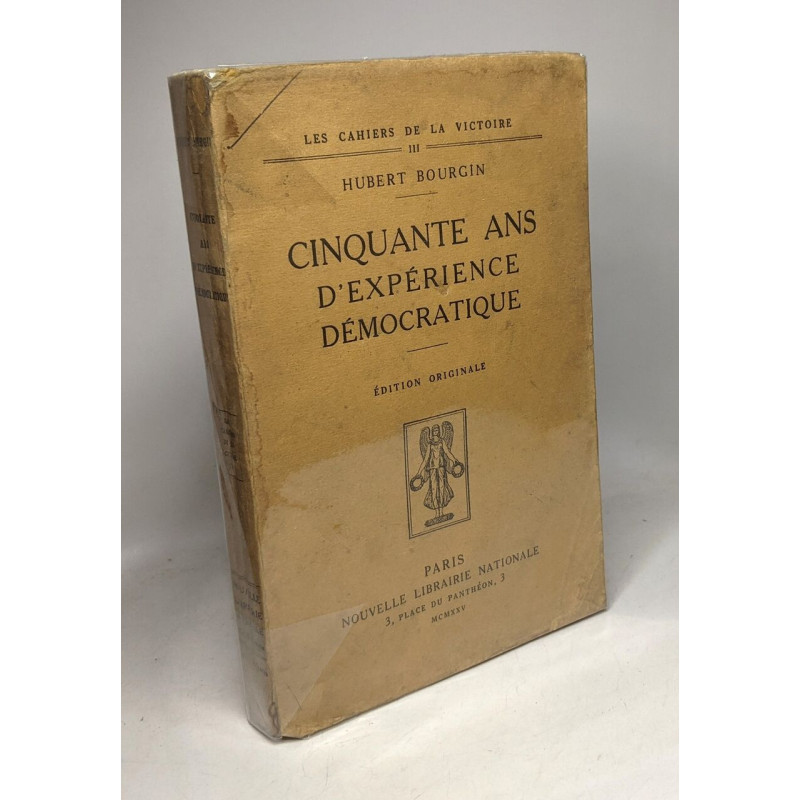 LES CAHIERS DE LA VICTOIRE
III
HUBERT BOURGIN
CINQUANTE ANS
D'EXPÉRIENCE
DÉMOCRATIQUE
ÉDITION ORIGINALE
PARIS
NOUVELLE LIBRAIRIE NATIONALE
3, PLACE DU PANTHÉON, 3
MCMXXV